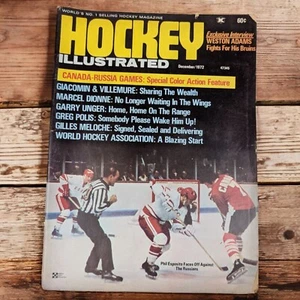 WORLD'S NO. 1 SELLING HOCKEY MAGAZINE
60¢
HOCKEY
ILLUSTRATED
Exclusive Interview:
WESTON ADAMS
Fights For His Bruins
December/1972
CANADA-RUSSIA GAMES: Special Color Action Feature
GIACOMIN & VILLEMURE: Sharing The Wealth
MARCEL DIONNE: No Longer Waiting In The Wings
GARRY UNGER: Home, Home On The Range
GREG POLIS: Somebody Please Wake Him Up!
GILLES MELOCHE: Signed, Sealed and Delivering
WORLD HOCKEY ASSOCIATION: A Blazing Start
Phil Esposito Faces Off Against
The Russians